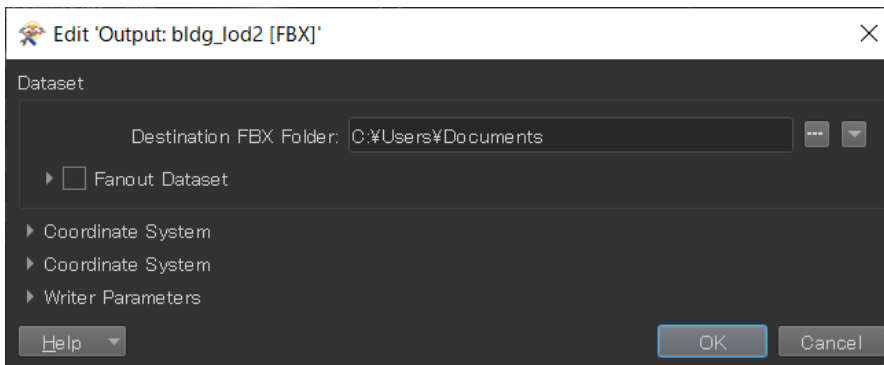 Edit 'Output: bldg_lod2 [FBX]'
Dataset
Destination FBX Folder: C:¥Users¥Documents
Fanout Dataset
Coordinate System
Coordinate System
Writer Parameters
Help OK Cancel